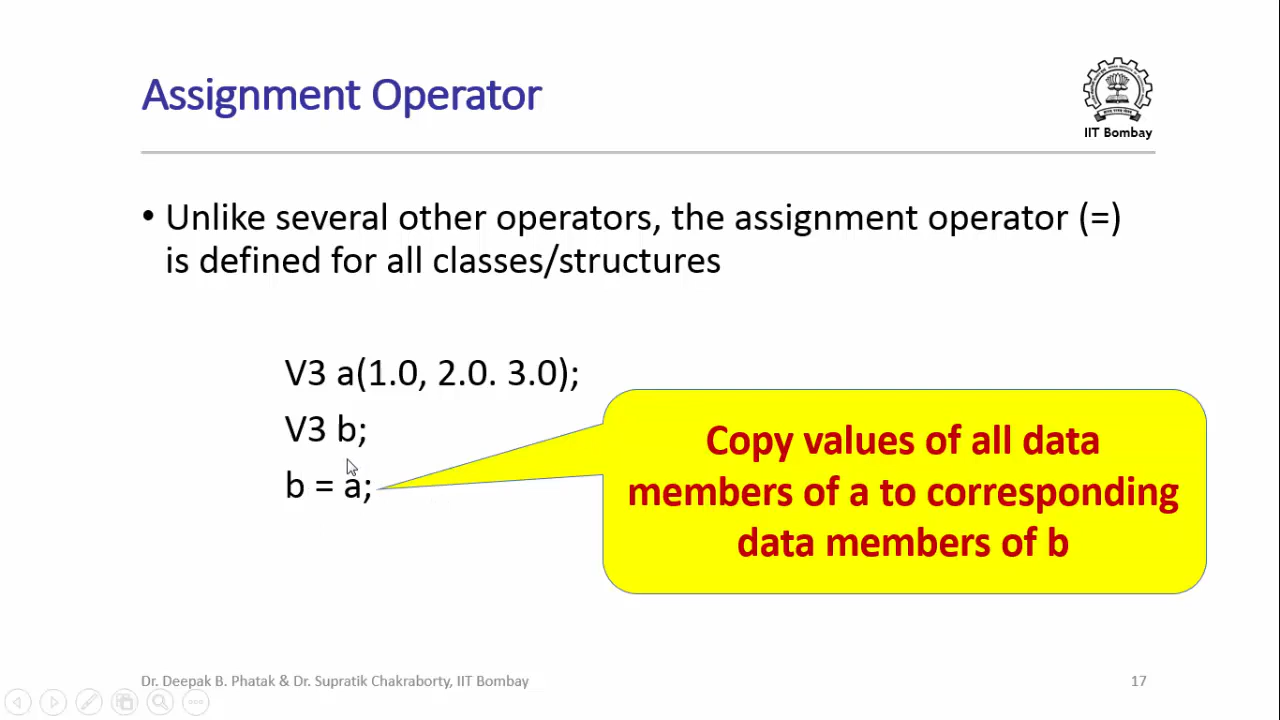 Assignment Operator
IIT Bombay
• Unlike several other operators, the assignment operator (=)
is defined for all classes/structures
V3 a(1.0, 2.0. 3.0);
V3 b;
b = a;
Copy values of all data
members of a to corresponding
data members of b
Dr. Deepak B. Phatak & Dr. Supratik Chakraborty, IIT Bombay
17